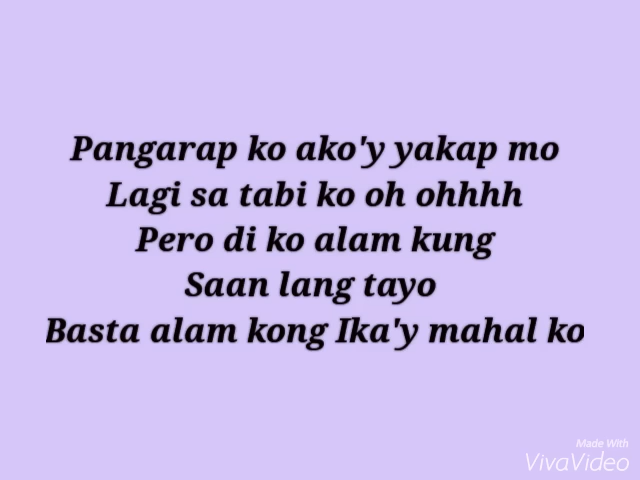 Pangarap ko ako'y yakap mo
Lagi sa tabi ko oh ohhhh
Pero di ko alam kung
Saan lang tayo
Basta alam kong Ika'y mahal ko
Made With
VivaVideo